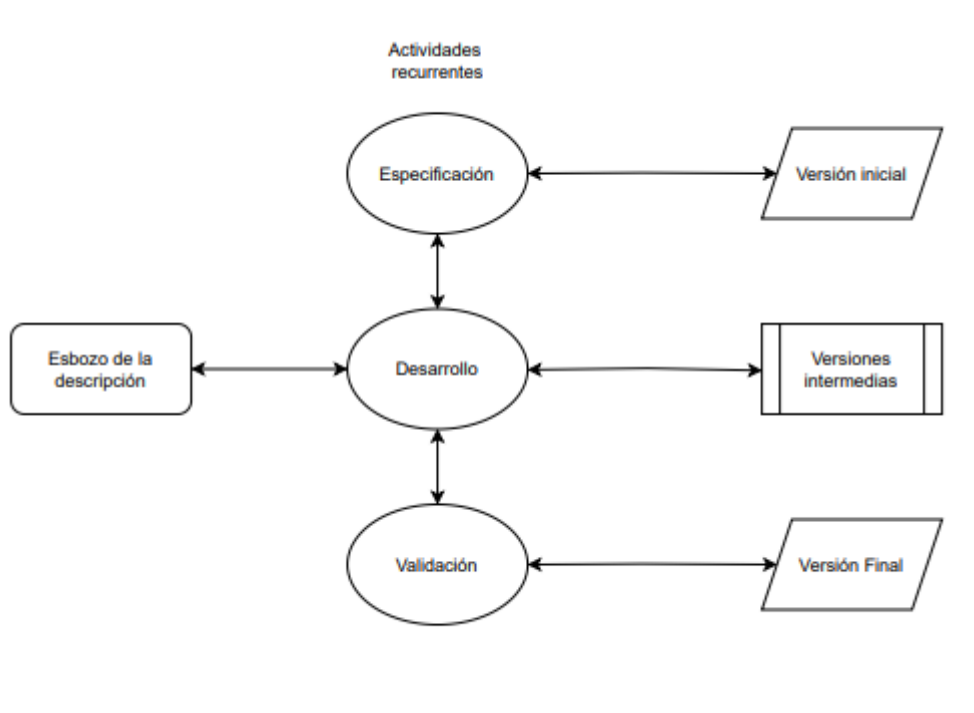 Actividades
recurrentes
Especificación
Versión inicial
Esbozo de la
descripción
Desarrollo
Versiones
intermedias
Validación
Versión Final